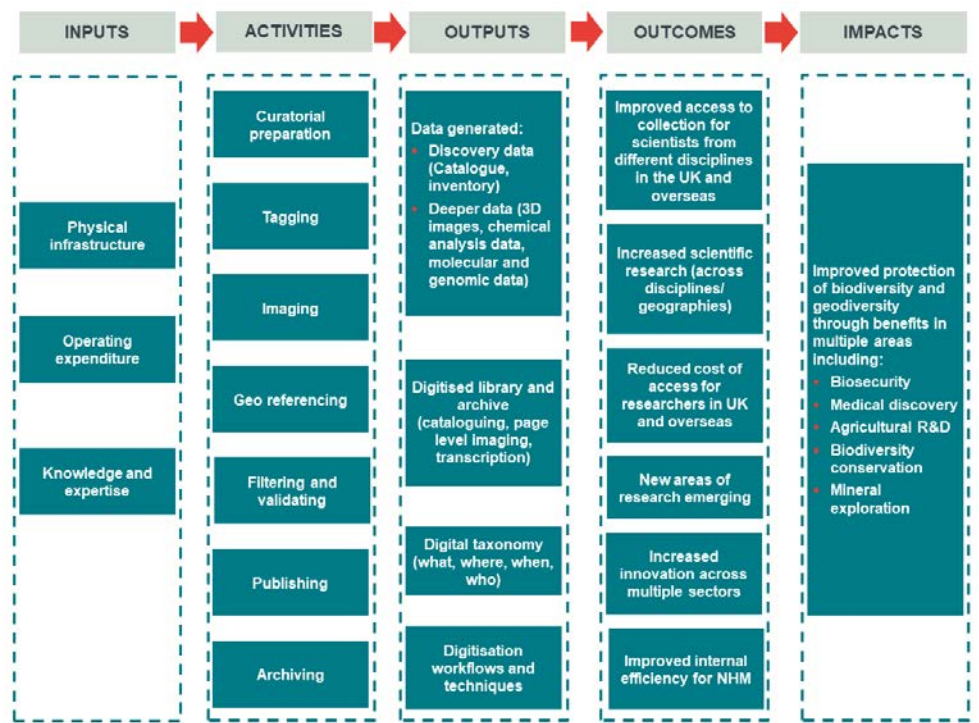 INPUTS
ACTIVITIES
OUTPUTS
OUTCOMES
IMPACTS
Physical
infrastructure
Operating
expenditure
Knowledge and
expertise
Curatorial
preparation
Tagging
Imaging
Geo referencing
Filtering and
validating
Publishing
Archiving
Data generated:
• Discovery data
(Catalogue,
inventory)
• Deeper data (3D
images, chemical
analysis data,
molecular and
genomic data)
Digitised library and
archive
(cataloguing, page
level imaging,
transcription)
Digital taxonomy
(what, where, when,
who)
Digitisation
workflows and
techniques
Improved access to
collection for
scientists from
different disciplines
in the UK and
overseas
Increased scientific
research (across
disciplines/
geographies)
Reduced cost of
access for
researchers in UK
and overseas
New areas of
research emerging
Increased
innovation across
multiple sectors
Improved internal
efficiency for NHM
Improved protection
of biodiversity and
geodiversity
through benefits in
multiple areas
including:
• Biosecurity
• Medical discovery
• Agricultural R&D
• Biodiversity
conservation
• Mineral
exploration